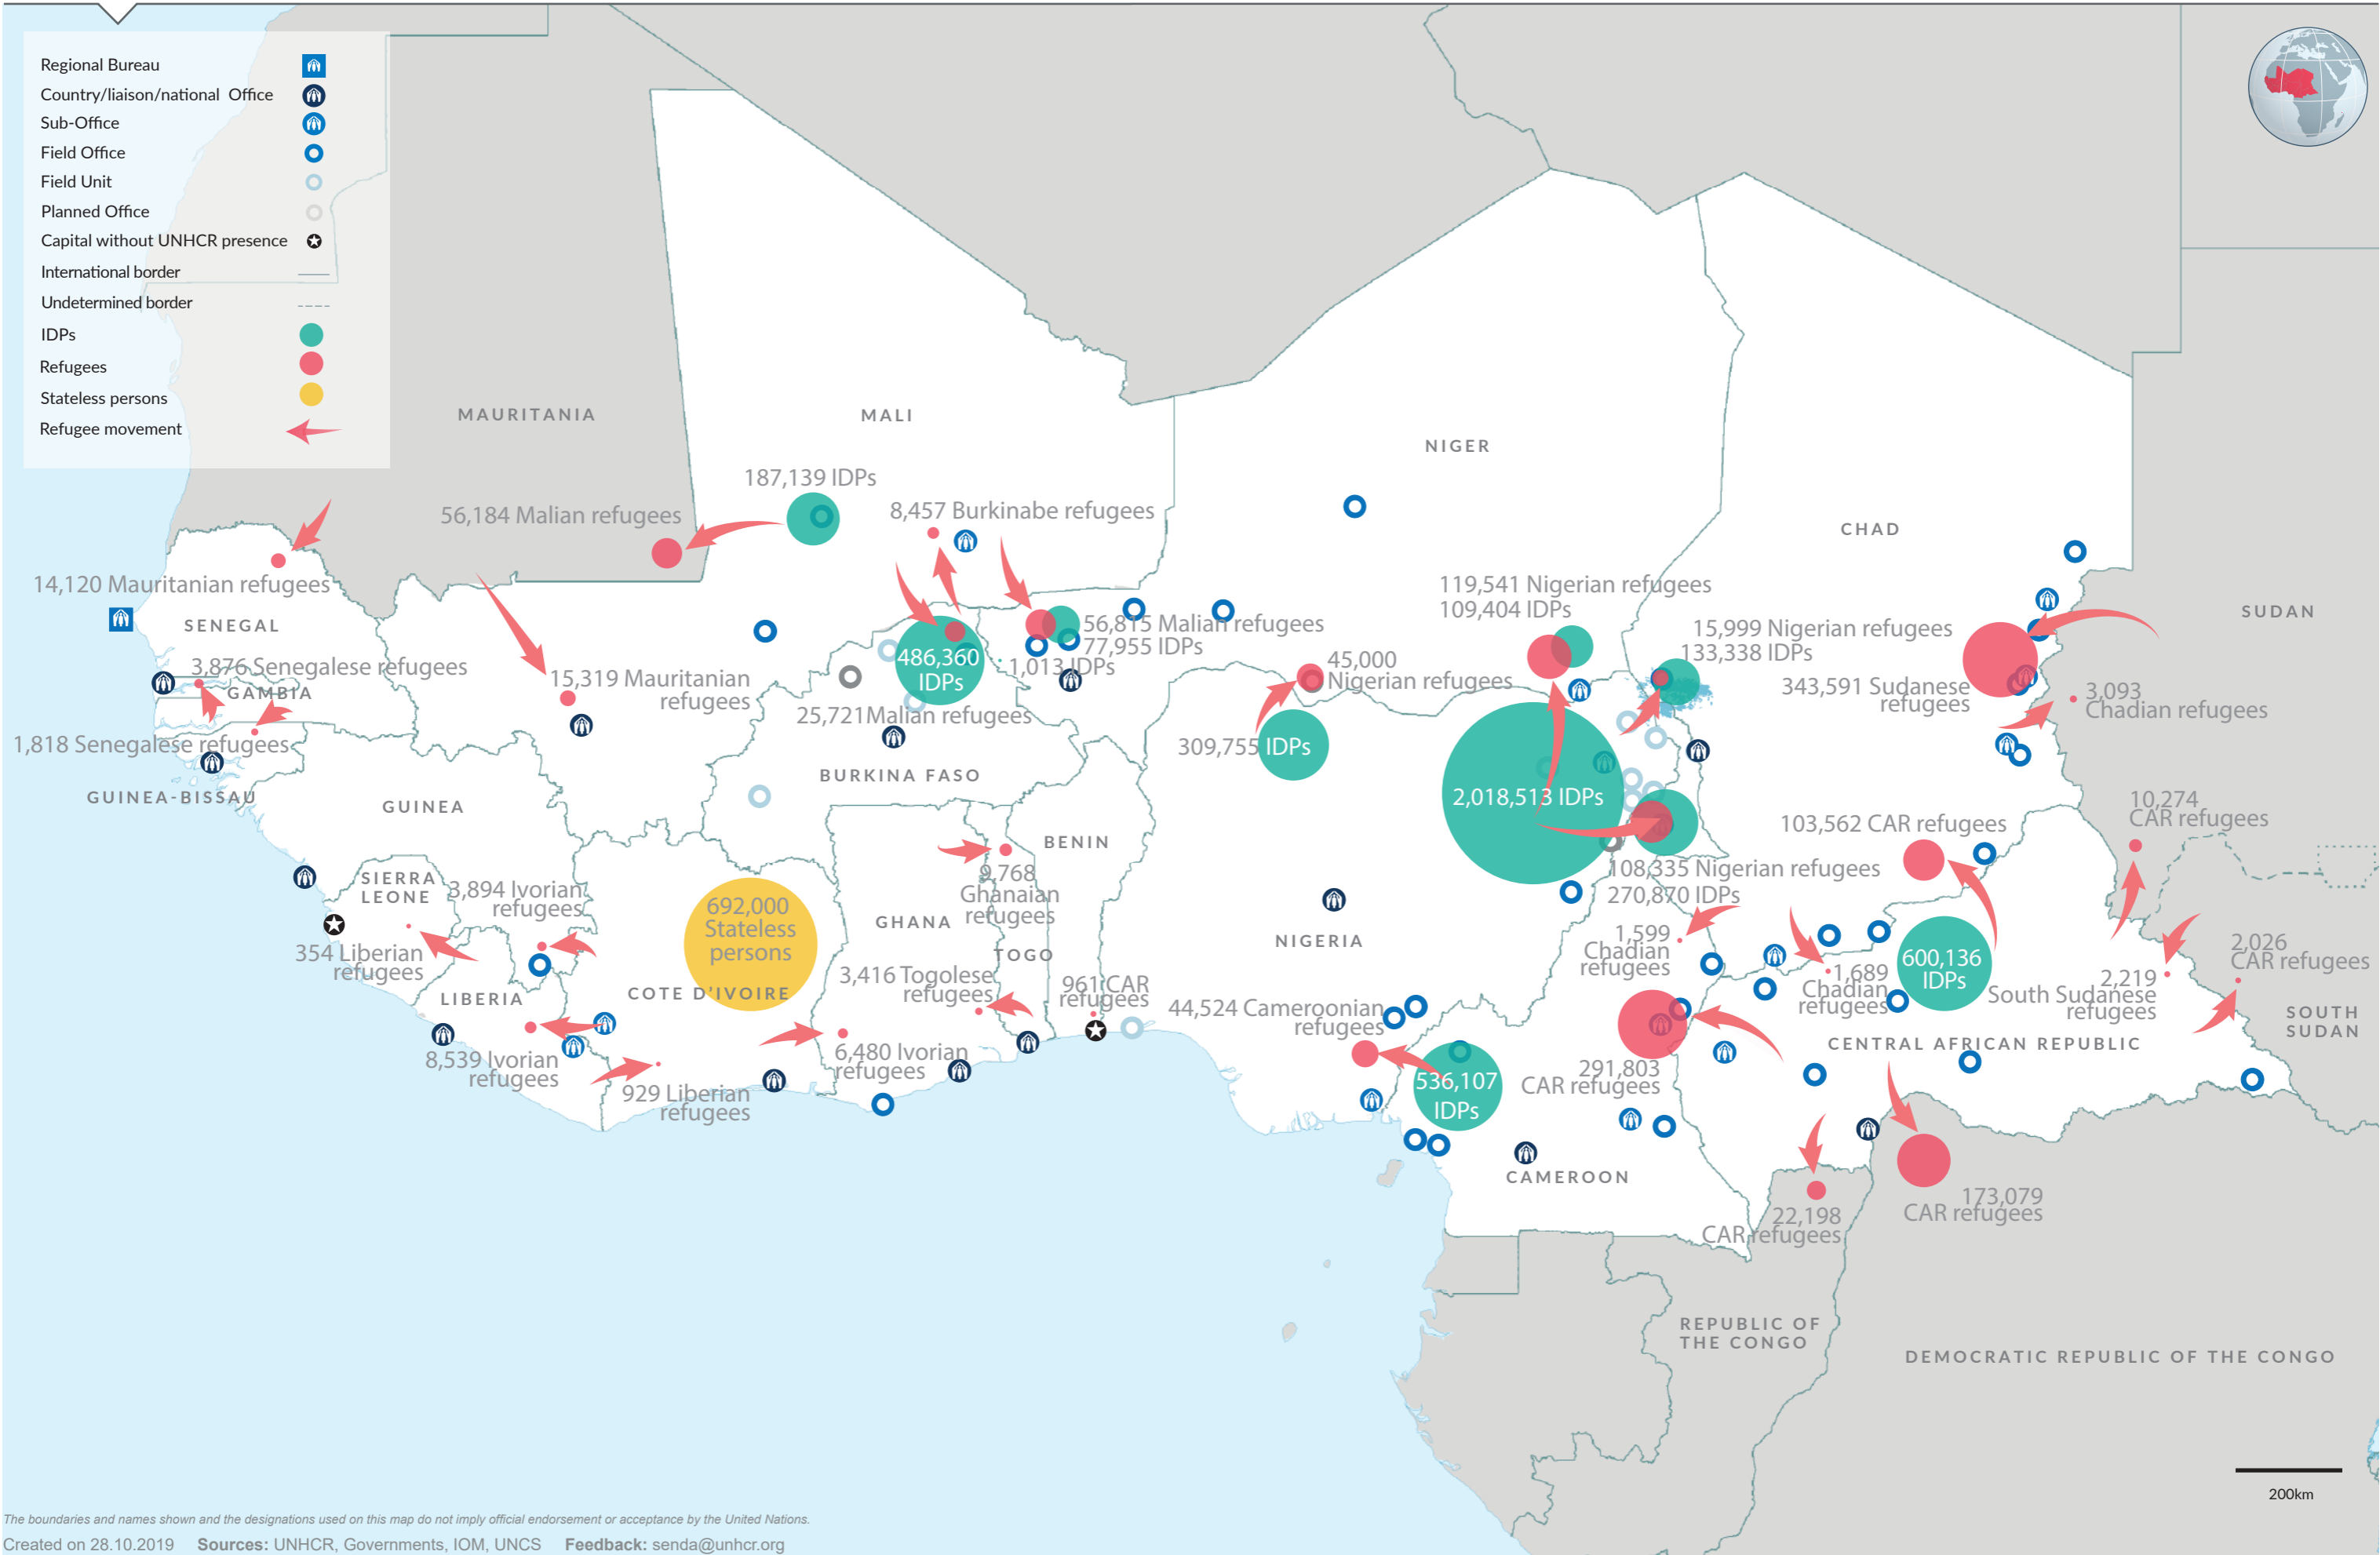 Regional Bureau
Country/liaison/national Office
Sub-Office
Field Office
Field Unit
Planned Office
Capital without UNHCR presence
International border
Undetermined border
IDPs
Refugees
Stateless persons
Refugee movement
MAURITANIA
MALI
NIGER
CHAD
SUDAN
187,139 IDPs
56,184 Malian refugees
8,457 Burkinabe refugees
14,120 Mauritanian refugees
SENEGAL
3,876 Senegalese refugees
GAMBIA
1,818 Senegalese refugees
GUINEA-BISSAU
GUINEA
15,319 Mauritanian
refugees
486,360
IDPs
25,721Malian refugees
BURKINA FASO
56,815 Malian refugees
77,955 IDPs
1,013 IDPs
45,000
Nigerian refugees
309,755 IDPs
119,541 Nigerian refugees
109,404 IDPs
15,999 Nigerian refugees
133,338 IDPs
343,591 Sudanese
refugees
3,093
Chadian refugees
2,018,513 IDPs
108,335 Nigerian refugees
270,870 IDPs
103,562 CAR refugees
10,274
CAR refugees
SIERRA
LEONE
3,894 Ivorian
refugees
354 Liberian
refugees
LIBERIA
8,539 Ivorian
refugees
692,000
Stateless
persons
COTE D'IVOIRE
929 Liberian
refugees
GHANA
9,768
Ghanaian
refugees
BENIN
TOGO
3,416 Togolese
refugees
961 CAR
refugees
6,480 Ivorian
refugees
NIGERIA
44,524 Cameroonian
refugees
536,107
IDPs
1,599
Chadian
refugees
291,803
CAR refugees
CAMEROON
1,689
Chadian
refugees
600,136
IDPs
2,219
South Sudanese
refugees
2,026
CAR refugees
SOUTH
SUDAN
CENTRAL AFRICAN REPUBLIC
173,079
CAR refugees
22,198
CAR refugees
REPUBLIC OF
THE CONGO
DEMOCRATIC REPUBLIC OF THE CONGO
200km
The boundaries and names shown and the designations used on this map do not imply official endorsement or acceptance by the United Nations.
Created on 28.10.2019 Sources: UNHCR, Governments, IOM, UNCS Feedback: senda@unhcr.org